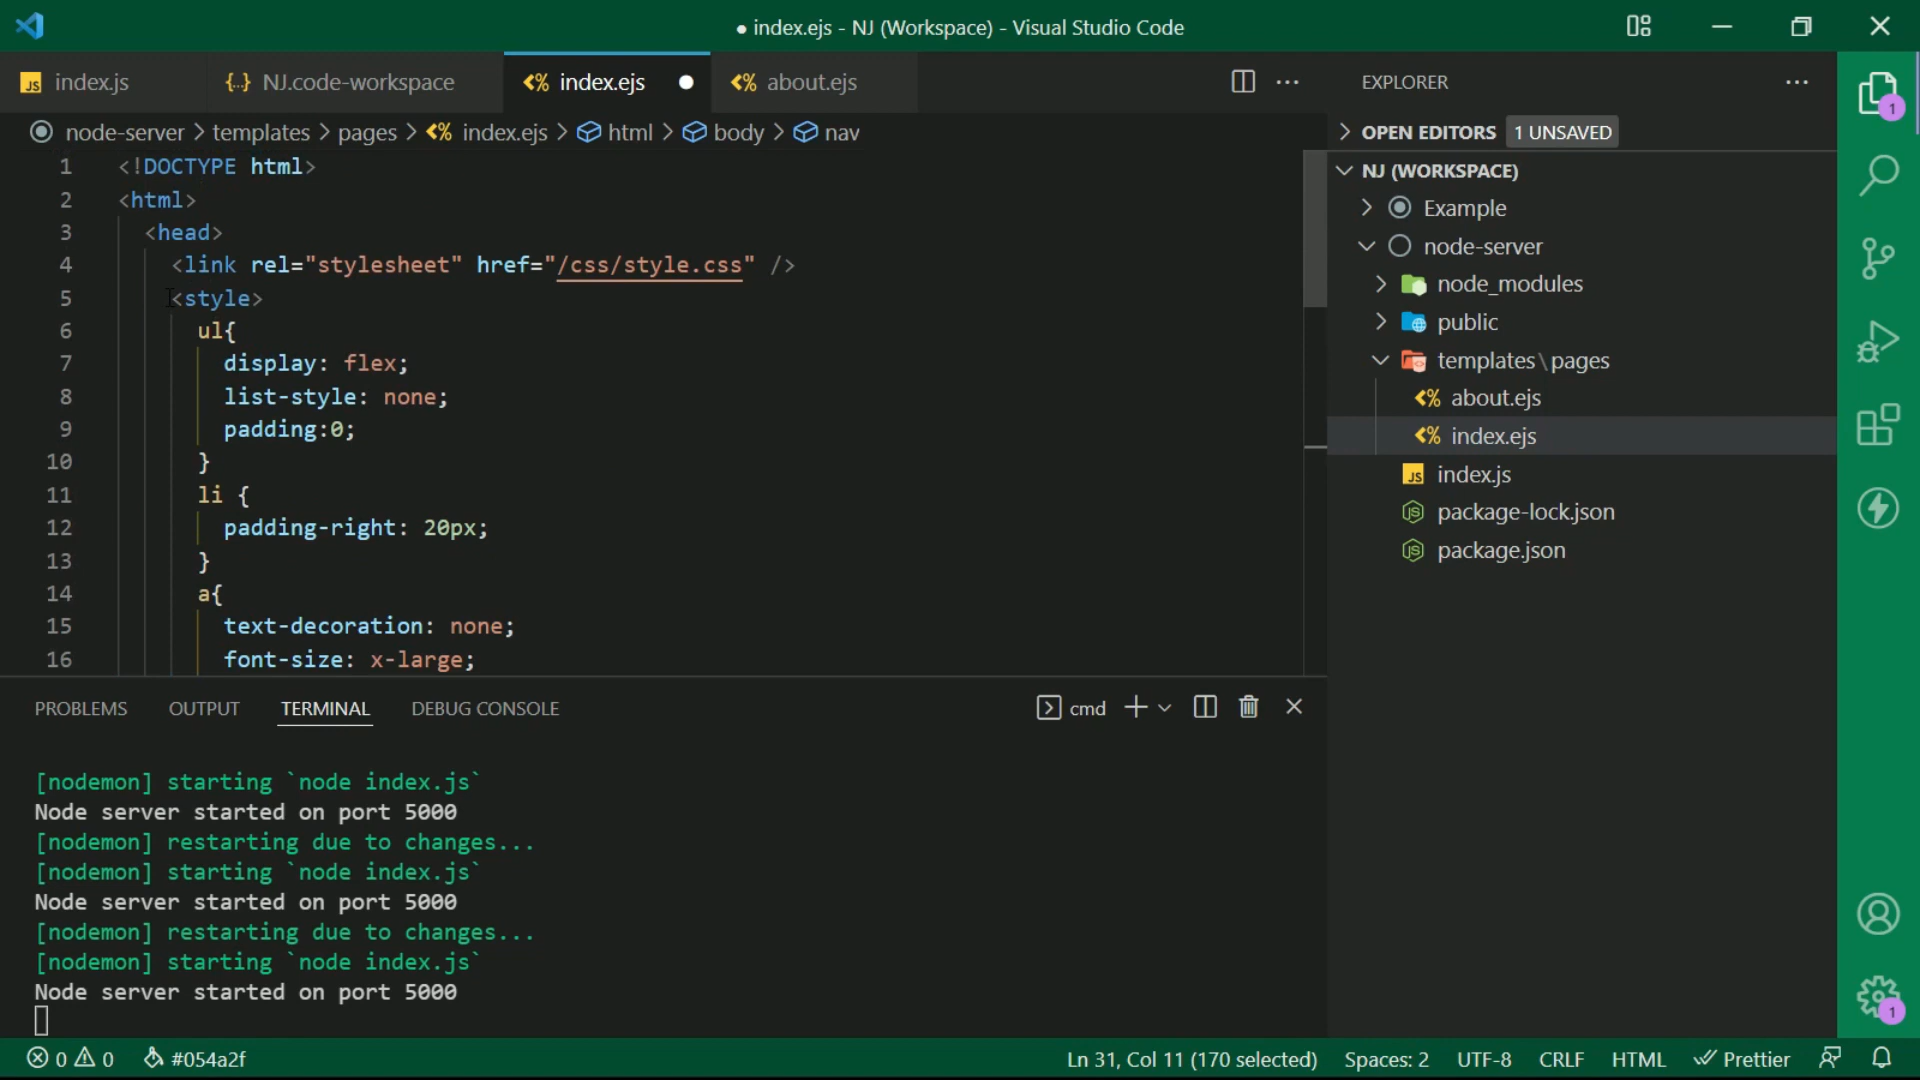 ● index.ejs - NJ (Workspace) - Visual Studio Code
JS index.js
{..} NJ.code-workspace
<% index.ejs ●
<% about.ejs
node-server > templates > pages > <% index.ejs > html > body > nav
1 <!DOCTYPE html>
2 <html>
3 <head>
4 <link rel="stylesheet" href="/css/style.css" />
5 <style>
6 ul{
7 display: flex;
8 list-style: none;
9 padding:0;
10 }
11 li {
12 padding-right: 20px;
13 }
14 a{
15 text-decoration: none;
16 font-size: x-large;
PROBLEMS OUTPUT TERMINAL DEBUG CONSOLE
cmd
[nodemon] starting `node index.js`
Node server started on port 5000
[nodemon] restarting due to changes...
[nodemon] starting `node index.js`
Node server started on port 5000
[nodemon] restarting due to changes...
[nodemon] starting `node index.js`
Node server started on port 5000
EXPLORER
OPEN EDITORS 1 UNSAVED
NJ (WORKSPACE)
Example
node-server
node_modules
public
templates\pages
<% about.ejs
<% index.ejs
JS index.js
JS package-lock.json
JS package.json
1
1
0 0 #054a2f
Ln 31, Col 11 (170 selected) Spaces: 2 UTF-8 CRLF HTML Prettier